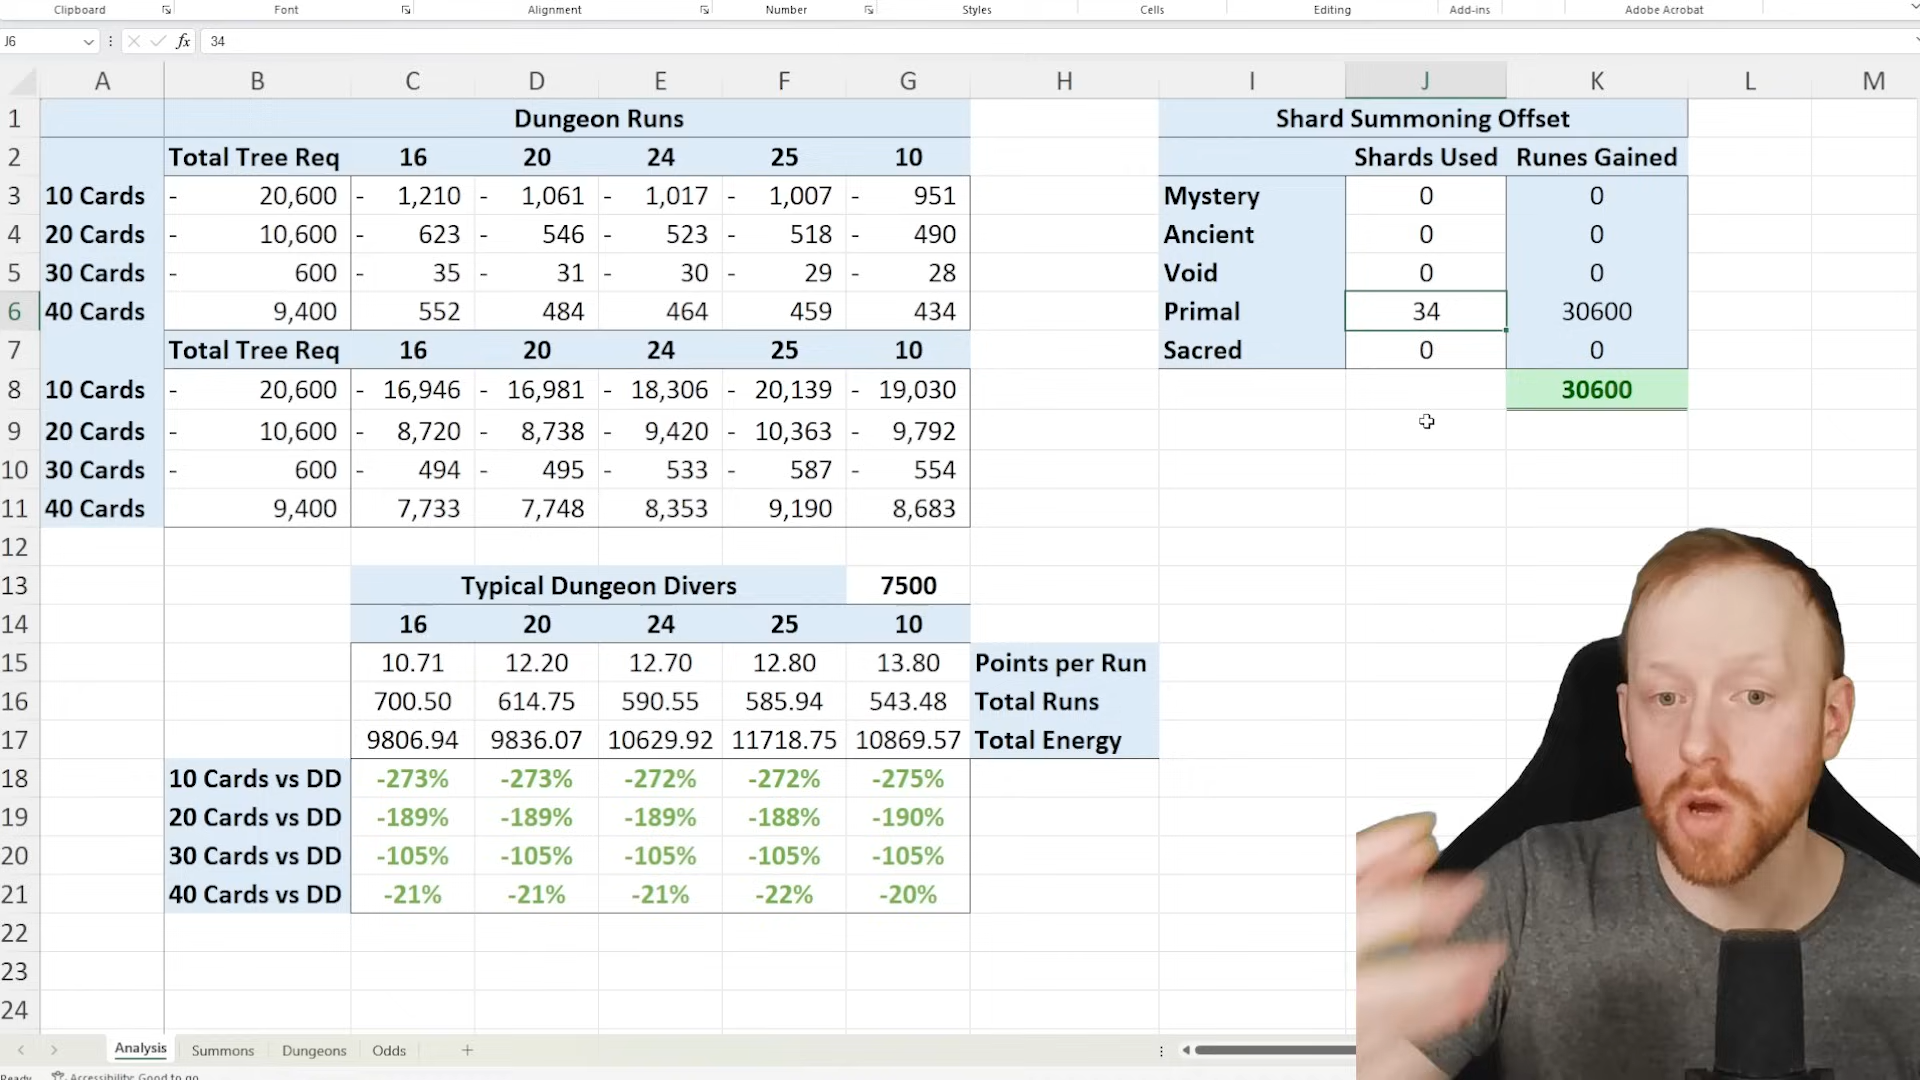 Clipboard Font Alignment Number Styles Cells Editing Add-ins Adobe Acrobat
J6 fx 34
A B C D E F G H I J K L M
1 Dungeon Runs Shard Summoning Offset
2 Total Tree Req 16 20 24 25 10 Shards Used Runes Gained
3 10 Cards - 20,600 - 1,210 - 1,061 - 1,017 - 1,007 - 951 Mystery 0 0
4 20 Cards - 10,600 - 623 - 546 - 523 - 518 - 490 Ancient 0 0
5 30 Cards - 600 - 35 - 31 - 30 - 29 - 28 Void 0 0
6 40 Cards 9,400 552 484 464 459 434 Primal 34 30600
7 Total Tree Req 16 20 24 25 10 Sacred 0 0
8 10 Cards - 20,600 - 16,946 - 16,981 - 18,306 - 20,139 - 19,030 30600
9 20 Cards - 10,600 - 8,720 - 8,738 - 9,420 - 10,363 - 9,792
10 30 Cards - 600 - 494 - 495 - 533 - 587 - 554
11 40 Cards 9,400 7,733 7,748 8,353 9,190 8,683
12
13 Typical Dungeon Divers 7500
14 16 20 24 25 10
15 10.71 12.20 12.70 12.80 13.80 Points per Run
16 700.50 614.75 590.55 585.94 543.48 Total Runs
17 9806.94 9836.07 10629.92 11718.75 10869.57 Total Energy
18 10 Cards vs DD -273% -273% -272% -272% -275%
19 20 Cards vs DD -189% -189% -189% -188% -190%
20 30 Cards vs DD -105% -105% -105% -105% -105%
21 40 Cards vs DD -21% -21% -21% -22% -20%
22
23
24
Analysis Summons Dungeons Odds +
Ready Accessibility: Good to go